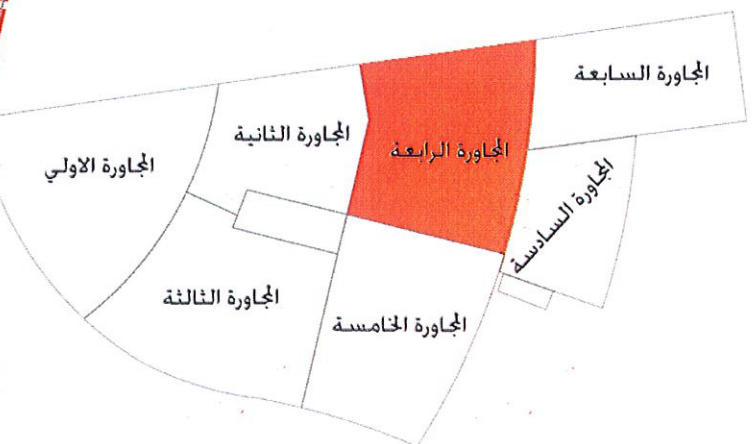 المجاورة السابعة
المجاورة الرابعة
المجاورة الثانية
المجاورة الاولي
المجاورة السادسة
المجاورة الثالثة
المجاورة الخامسة